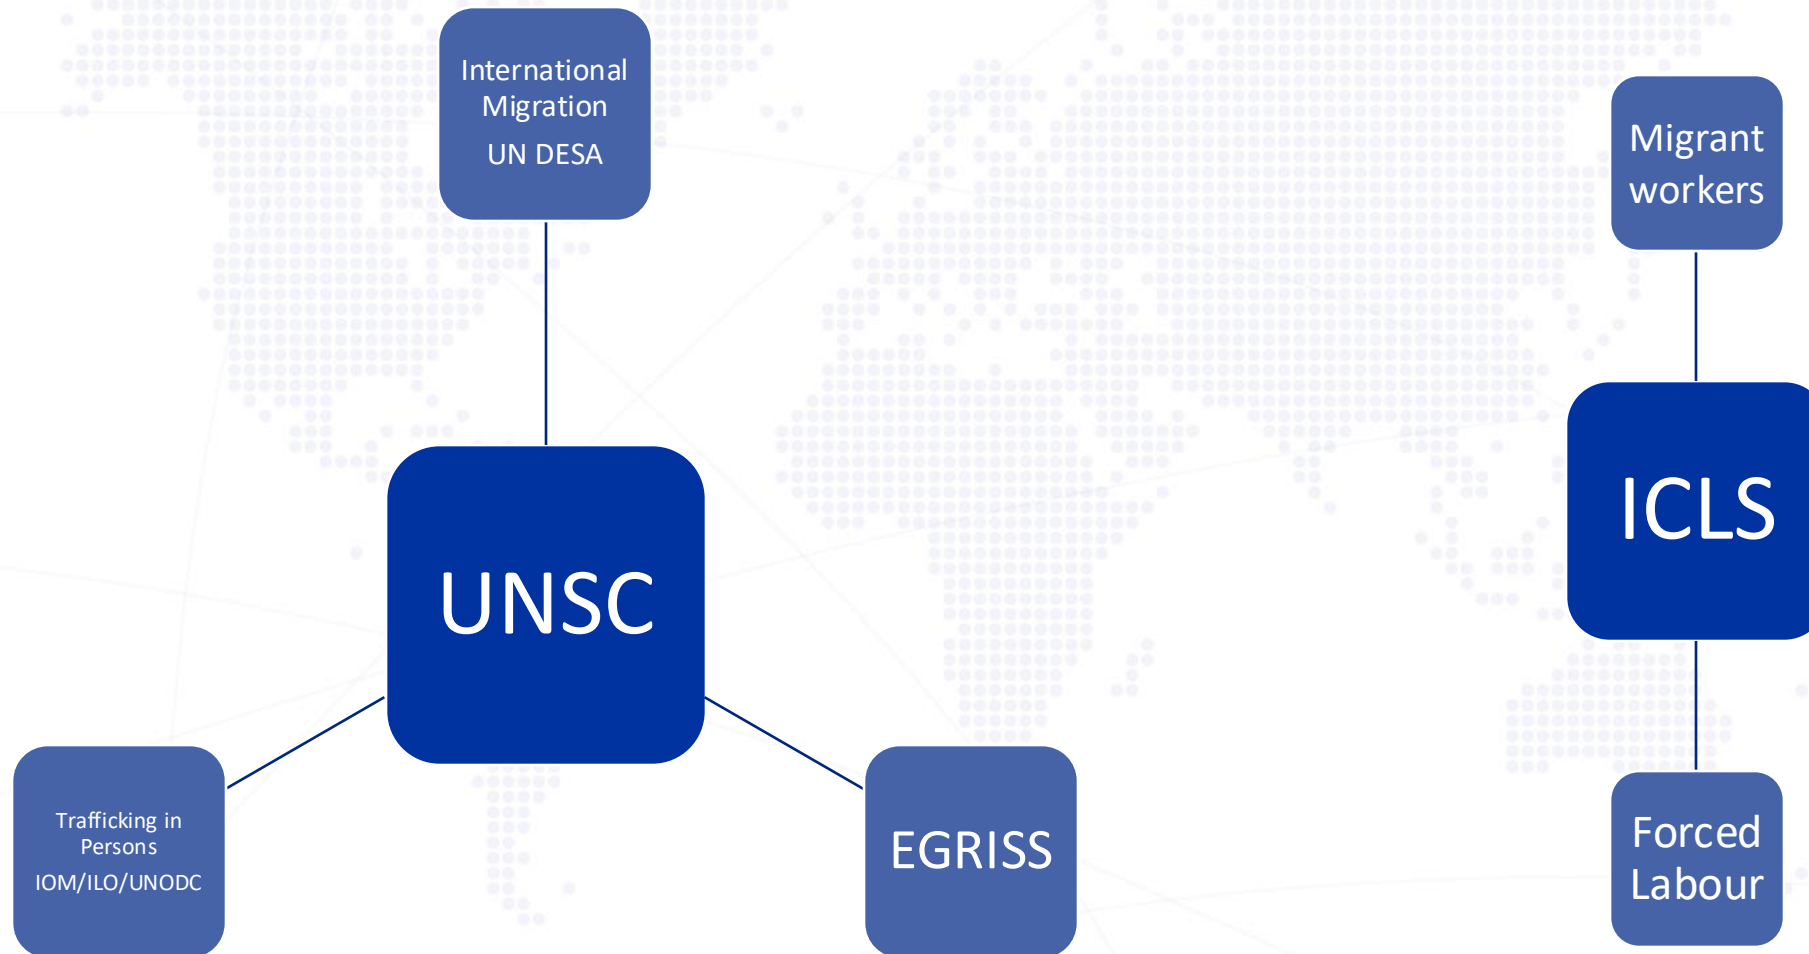 International
Migration
UN DESA
UNSC
Trafficking in
Persons
IOM/ILO/UNODC
EGRISS
Migrant
workers
ICLS
Forced
Labour